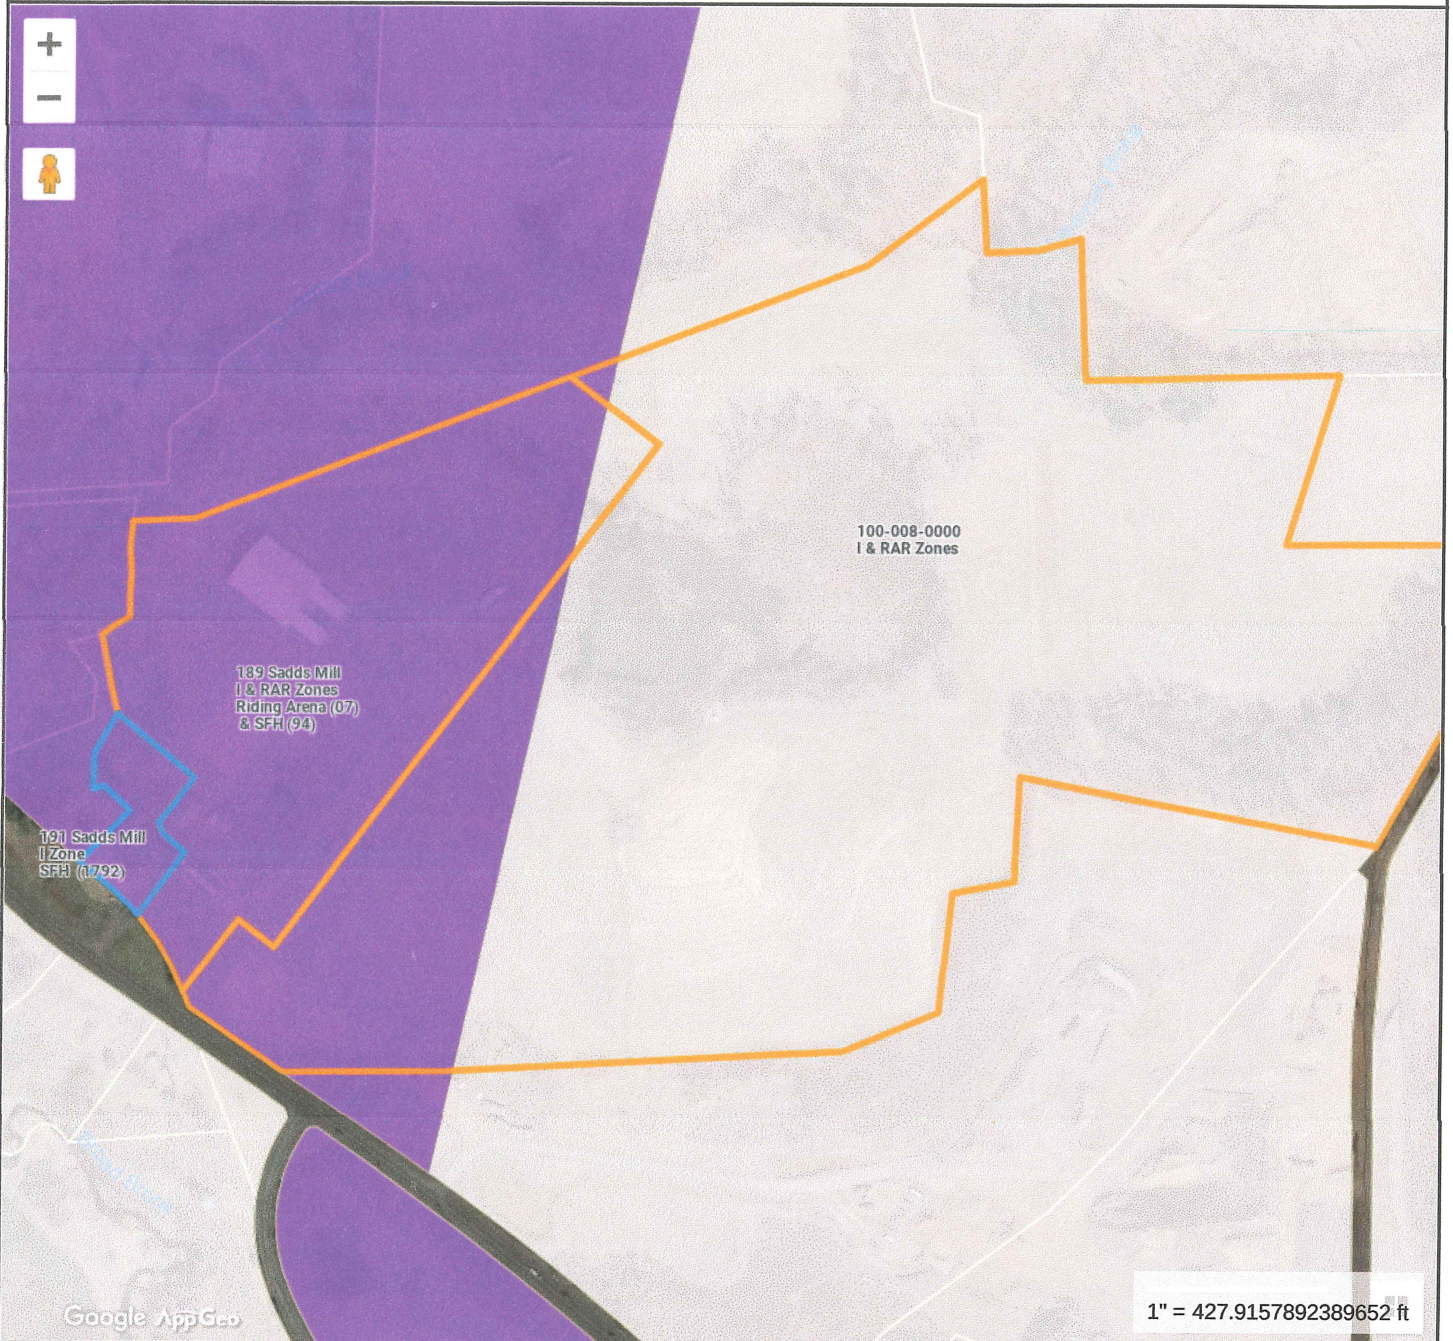 +
−
100-008-0000
I & RAR Zones
189 Sadds Mill
I & RAR Zones
Riding Arena (07)
& SFH (94)
191 Sadds Mill
I Zone
SFH (1792)
Google AppGeo
1" = 427.9157892389652 ft